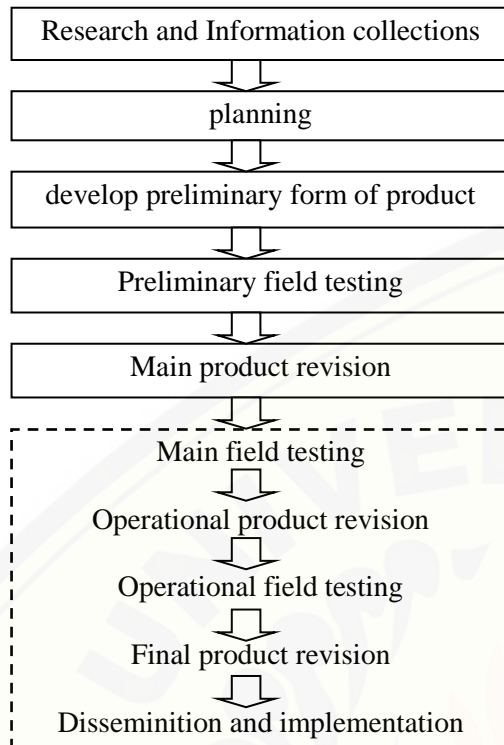 Research and Information collections
planning
develop preliminary form of product
Preliminary field testing
Main product revision
Main field testing
Operational product revision
Operational field testing
Final product revision
Disseminition and implementation